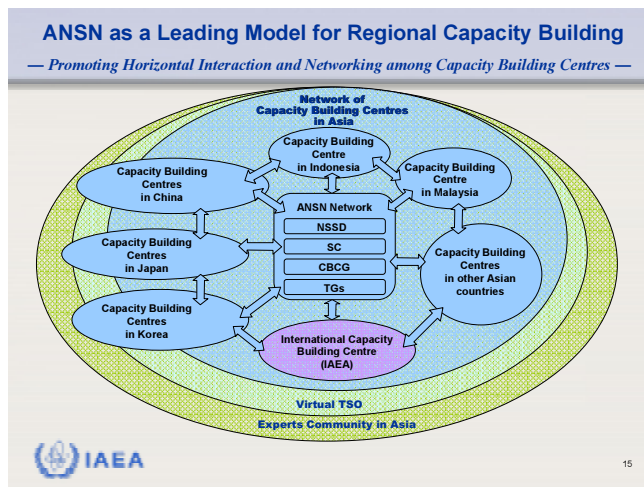 ANSN as a Leading Model for Regional Capacity Building
— Promoting Horizontal Interaction and Networking among Capacity Building Centres —
Network of
Capacity Building Centres
in Asia
Capacity Building
Centre
in Indonesia
Capacity Building
Centres
in China
Capacity Building
Centre
in Malaysia
ANSN Network
NSSD
SC
CBCG
TGs
Capacity Building
Centres
in Japan
Capacity Building
Centres
in other Asian
countries
Capacity Building
Centres
in Korea
International Capacity
Building Centre
(IAEA)
Virtual TSO
Experts Community in Asia
IAEA
15